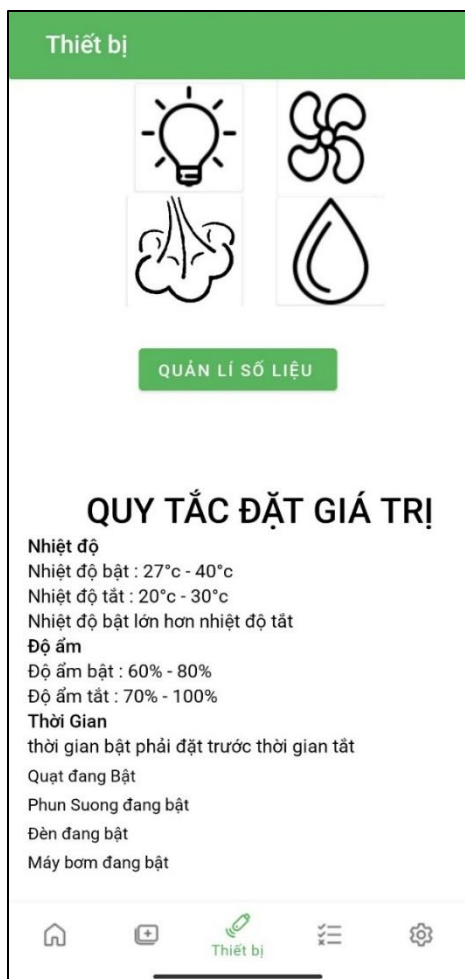 Thiết bị
QUẢN LÍ SỐ LIỆU
QUY TẮC ĐẶT GIÁ TRỊ
Nhiệt độ
Nhiệt độ bật : 27°c - 40°c
Nhiệt độ tắt : 20°c - 30°c
Nhiệt độ bật lớn hơn nhiệt độ tắt
Độ ẩm
Độ ẩm bật : 60% - 80%
Độ ẩm tắt : 70% - 100%
Thời Gian
thời gian bật phải đặt trước thời gian tắt
Quạt đang Bật
Phun Suong đang bật
Đèn đang bật
Máy bơm đang bật
Thiết bị